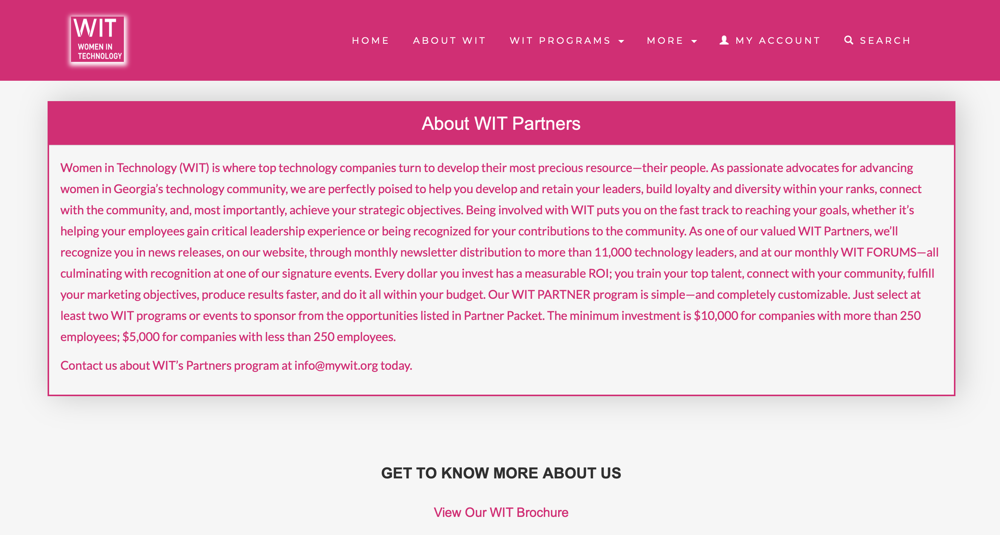 WIT
WOMEN IN
TECHNOLOGY
HOME
ABOUT WIT
WIT PROGRAMS
MORE
MY ACCOUNT
SEARCH
About WIT Partners
Women in Technology (WIT) is where top technology companies turn to develop their most precious resource—their people. As passionate advocates for advancing
women in Georgia’s technology community, we are perfectly poised to help you develop and retain your leaders, build loyalty and diversity within your ranks, connect
with the community, and, most importantly, achieve your strategic objectives. Being involved with WIT puts you on the fast track to reaching your goals, whether it’s
helping your employees gain critical leadership experience or being recognized for your contributions to the community. As one of our valued WIT Partners, we’ll
recognize you in news releases, on our website, through monthly newsletter distribution to more than 11,000 technology leaders, and at our monthly WIT FORUMS—all
culminating with recognition at one of our signature events. Every dollar you invest has a measurable ROI; you train your top talent, connect with your community, fulfill
your marketing objectives, produce results faster, and do it all within your budget. Our WIT PARTNER program is simple—and completely customizable. Just select at
least two WIT programs or events to sponsor from the opportunities listed in Partner Packet. The minimum investment is $10,000 for companies with more than 250
employees; $5,000 for companies with less than 250 employees.
Contact us about WIT’s Partners program at info@mywit.org today.
GET TO KNOW MORE ABOUT US
View Our WIT Brochure